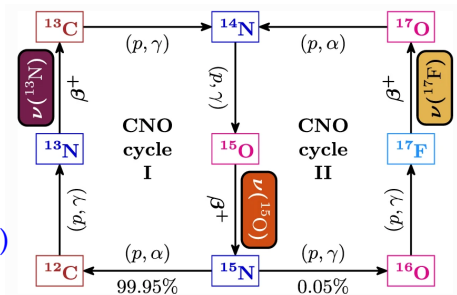 ¹³C (p, γ) ¹⁴N (p, α) ¹⁷O
ν(¹³N) β⁺ (p, γ) β⁺ ν(¹⁷F)
CNO CNO
cycle cycle
I II
¹³N ¹⁵O ¹⁷F
(p, γ) β⁺ ν(¹⁵O) (p, γ)
)
¹²C (p, α) ¹⁵N (p, γ) ¹⁶O
99.95% 0.05%